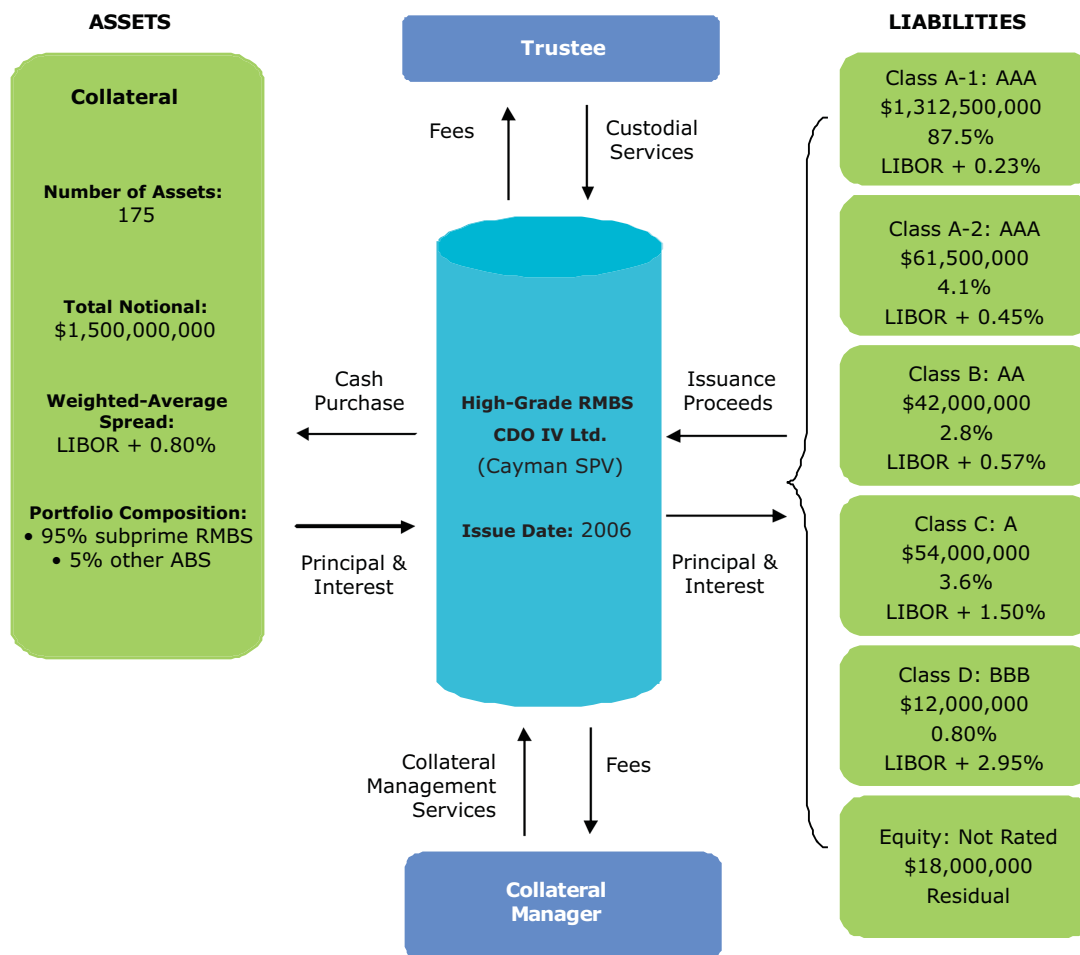 ASSETS
Collateral
Number of Assets:
175
Total Notional:
$1,500,000,000
Weighted-Average
Spread:
LIBOR + 0.80%
Portfolio Composition:
• 95% subprime RMBS
• 5% other ABS
Trustee
Fees
Custodial
Services
Cash
Purchase
Principal &
Interest
High-Grade RMBS
CDO IV Ltd.
(Cayman SPV)
Issue Date: 2006
Issuance
Proceeds
Principal &
Interest
Collateral
Management
Services
Fees
Collateral
Manager
LIABILITIES
Class A-1: AAA
$1,312,500,000
87.5%
LIBOR + 0.23%
Class A-2: AAA
$61,500,000
4.1%
LIBOR + 0.45%
Class B: AA
$42,000,000
2.8%
LIBOR + 0.57%
Class C: A
$54,000,000
3.6%
LIBOR + 1.50%
Class D: BBB
$12,000,000
0.80%
LIBOR + 2.95%
Equity: Not Rated
$18,000,000
Residual